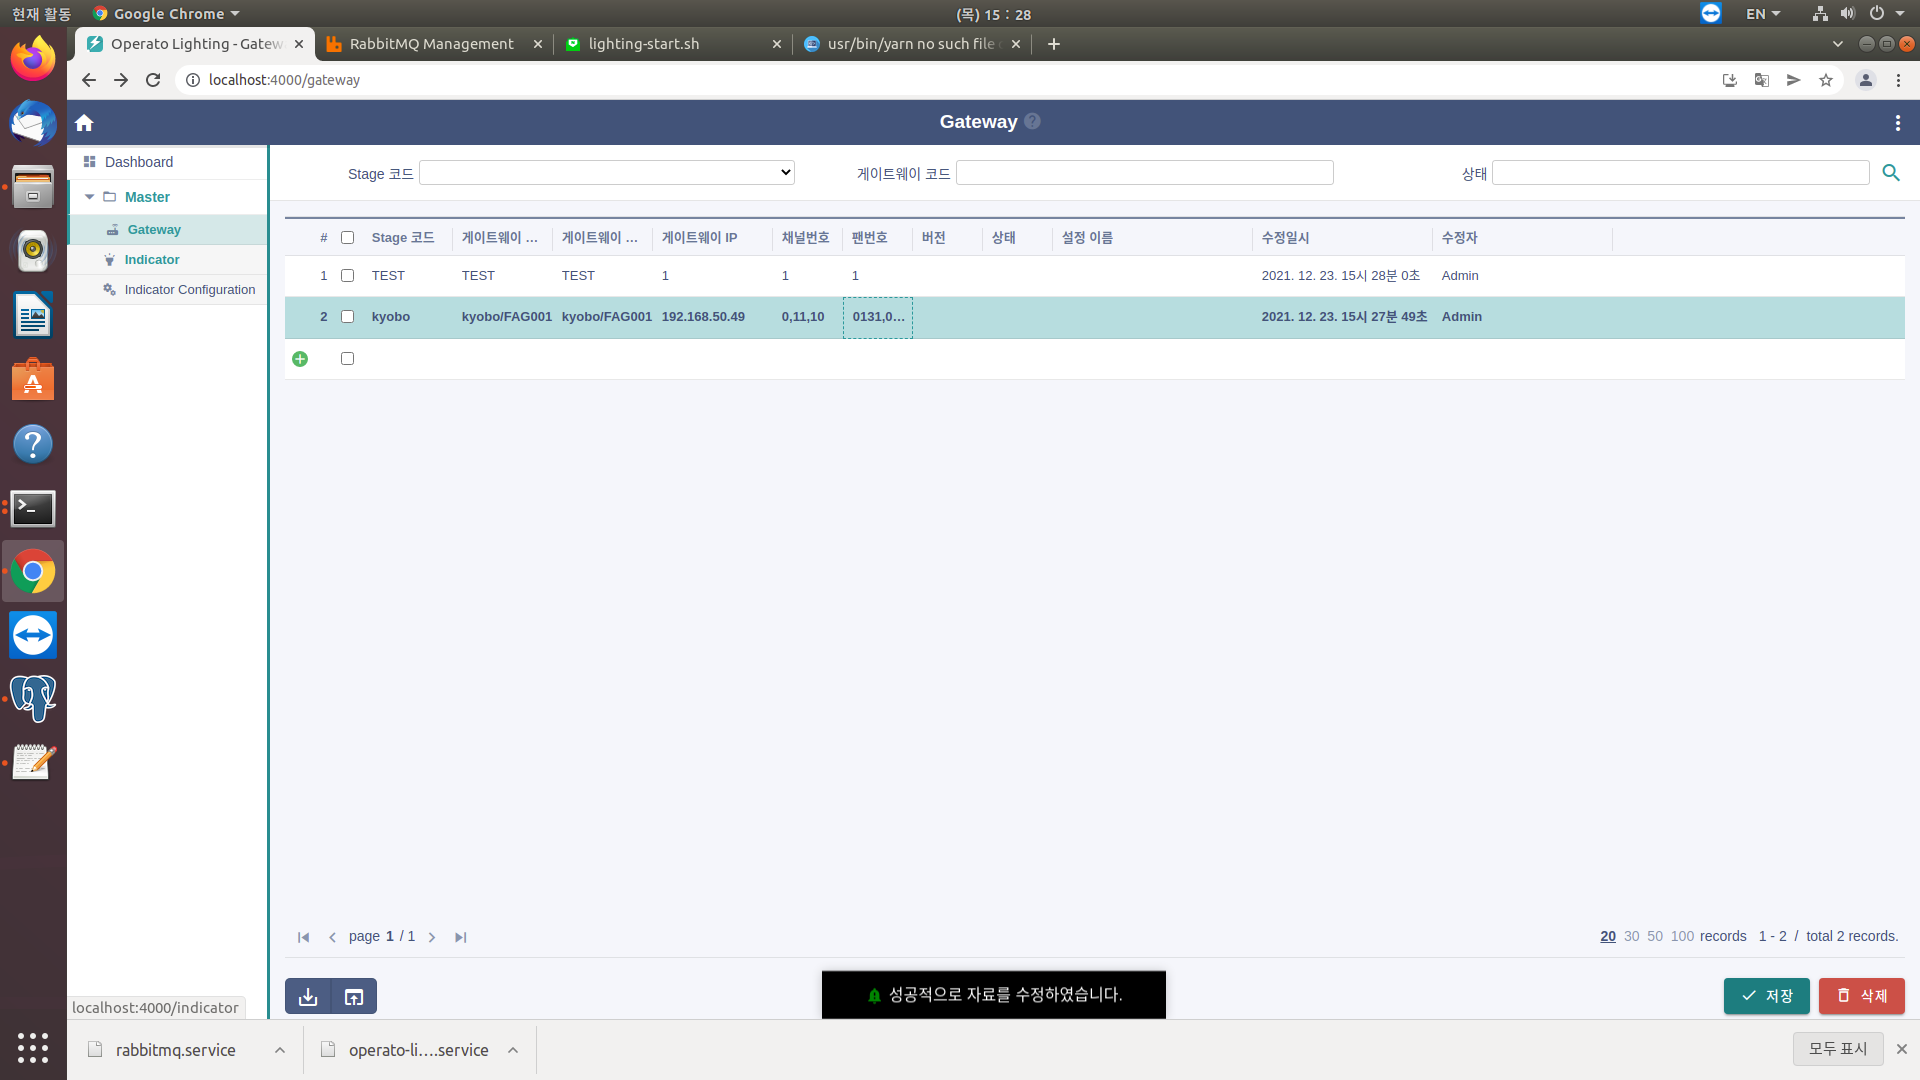 현재 활동 Google Chrome (목) 15 : 28 EN
Operato Lighting - Gatew RabbitMQ Management lighting-start.sh usr/bin/yarn no such file
localhost:4000/gateway
Gateway ?
Dashboard
Master
Gateway
Indicator
Indicator Configuration
Stage 코드 게이트웨이 코드 상태
# Stage 코드 게이트웨이 ... 게이트웨이 ... 게이트웨이 IP 채널번호 팬번호 버전 상태 설정 이름 수정일시 수정자
1 TEST TEST TEST 1 1 1 2021. 12. 23. 15시 28분 0초 Admin
2 kyobo kyobo/FAG001 kyobo/FAG001 192.168.50.49 0,11,10 0131,0... 2021. 12. 23. 15시 27분 49초 Admin
page 1 / 1 20 30 50 100 records 1 - 2 / total 2 records.
성공적으로 자료를 수정하였습니다. 저장 삭제
localhost:4000/indicator
rabbitmq.service operato-li....service 모두 표시